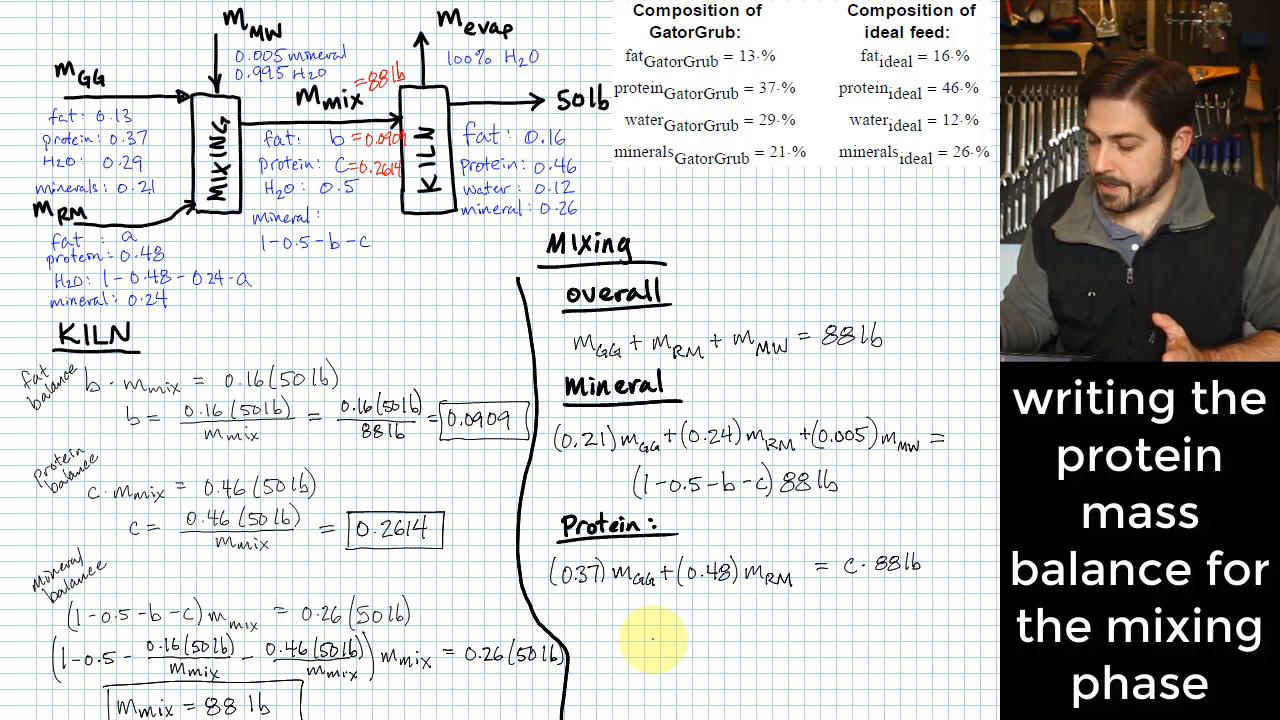 m_MW
0.005 mineral
0.995 H₂O
m_GG
fat: 0.13
protein: 0.37
H₂O: 0.29
minerals: 0.21
m_RM
fat : a
protein: 0.48
H₂O: 1-0.48-0.24-a
mineral: 0.24
MIXING
m_mix = 88 lb
fat: b = 0.0909
protein: c = 0.2614
H₂O: 0.5
mineral:
1-0.5-b-c
KILN
m_evap
100% H₂O
50 lb
fat: 0.16
Protein: 0.46
water: 0.12
mineral: 0.26
Composition of
GatorGrub:
fat_GatorGrub = 13·%
protein_GatorGrub = 37·%
water_GatorGrub = 29·%
minerals_GatorGrub = 21·%
Composition of
ideal feed:
fat_ideal = 16·%
protein_ideal = 46·%
water_ideal = 12·%
minerals_ideal = 26·%
KILN
fat balance
b · m_mix = 0.16(50 lb)
b = 0.16(50 lb)/m_mix = 0.16(50 lb)/88 lb = 0.0909
Protein balance
c · m_mix = 0.46(50 lb)
c = 0.46(50 lb)/m_mix = 0.2614
Mineral balance
(1-0.5-b-c) m_mix = 0.26(50 lb)
(1-0.5 - 0.16(50 lb)/m_mix - 0.46(50 lb)/m_mix) m_mix = 0.26(50 lb)
m_mix = 88 lb
MIXing
overall
m_GG + m_RM + m_MW = 88 lb
Mineral
(0.21) m_GG + (0.24) m_RM + (0.005) m_MW =
(1-0.5-b-c) 88 lb
Protein:
(0.37) m_GG + (0.48) m_RM = c · 88 lb
writing the
protein
mass
balance for
the mixing
phase